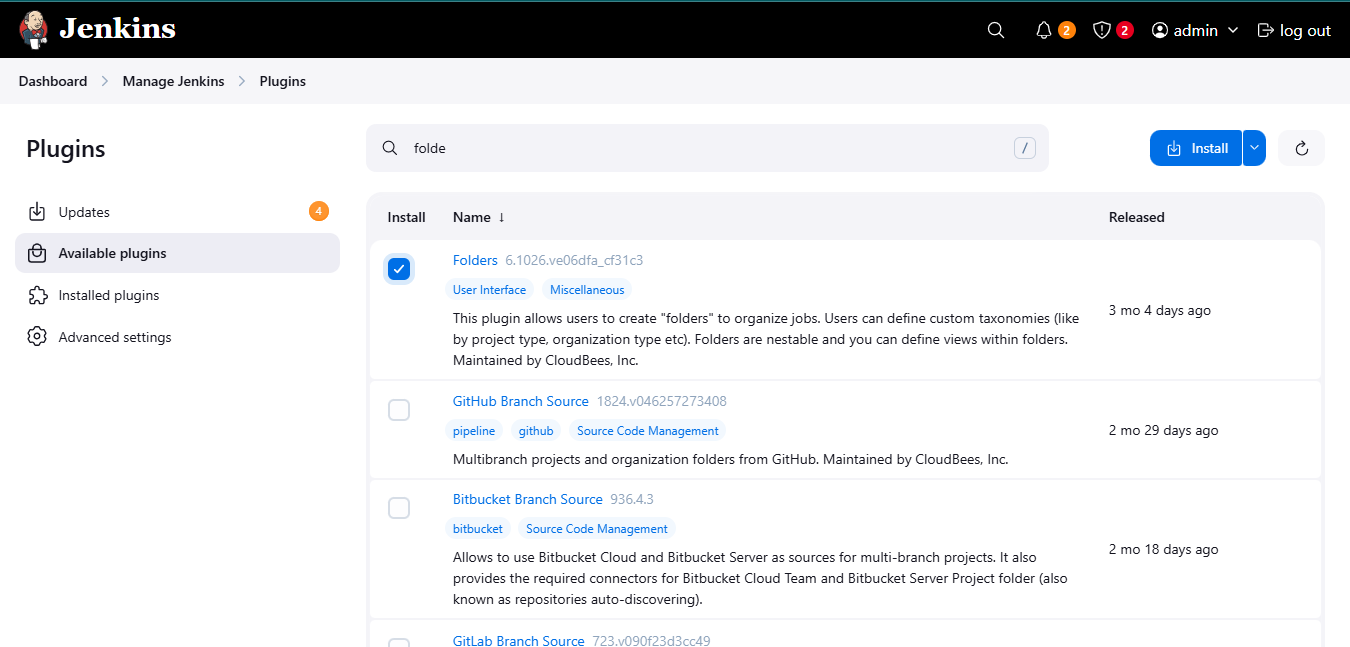 Jenkins
2
2
admin
log out
Dashboard
Manage Jenkins
Plugins
Plugins
folde
/
Install
Updates
4
Available plugins
Installed plugins
Advanced settings
Install
Name ↓
Released
Folders 6.1026.ve06dfa_cf31c3
User Interface
Miscellaneous
This plugin allows users to create "folders" to organize jobs. Users can define custom taxonomies (like
by project type, organization type etc). Folders are nestable and you can define views within folders.
Maintained by CloudBees, Inc.
3 mo 4 days ago
GitHub Branch Source 1824.v046257273408
pipeline
github
Source Code Management
Multibranch projects and organization folders from GitHub. Maintained by CloudBees, Inc.
2 mo 29 days ago
Bitbucket Branch Source 936.4.3
bitbucket
Source Code Management
Allows to use Bitbucket Cloud and Bitbucket Server as sources for multi-branch projects. It also
provides the required connectors for Bitbucket Cloud Team and Bitbucket Server Project folder (also
known as repositories auto-discovering).
2 mo 18 days ago
GitLab Branch Source 723.v090f23d3cc49